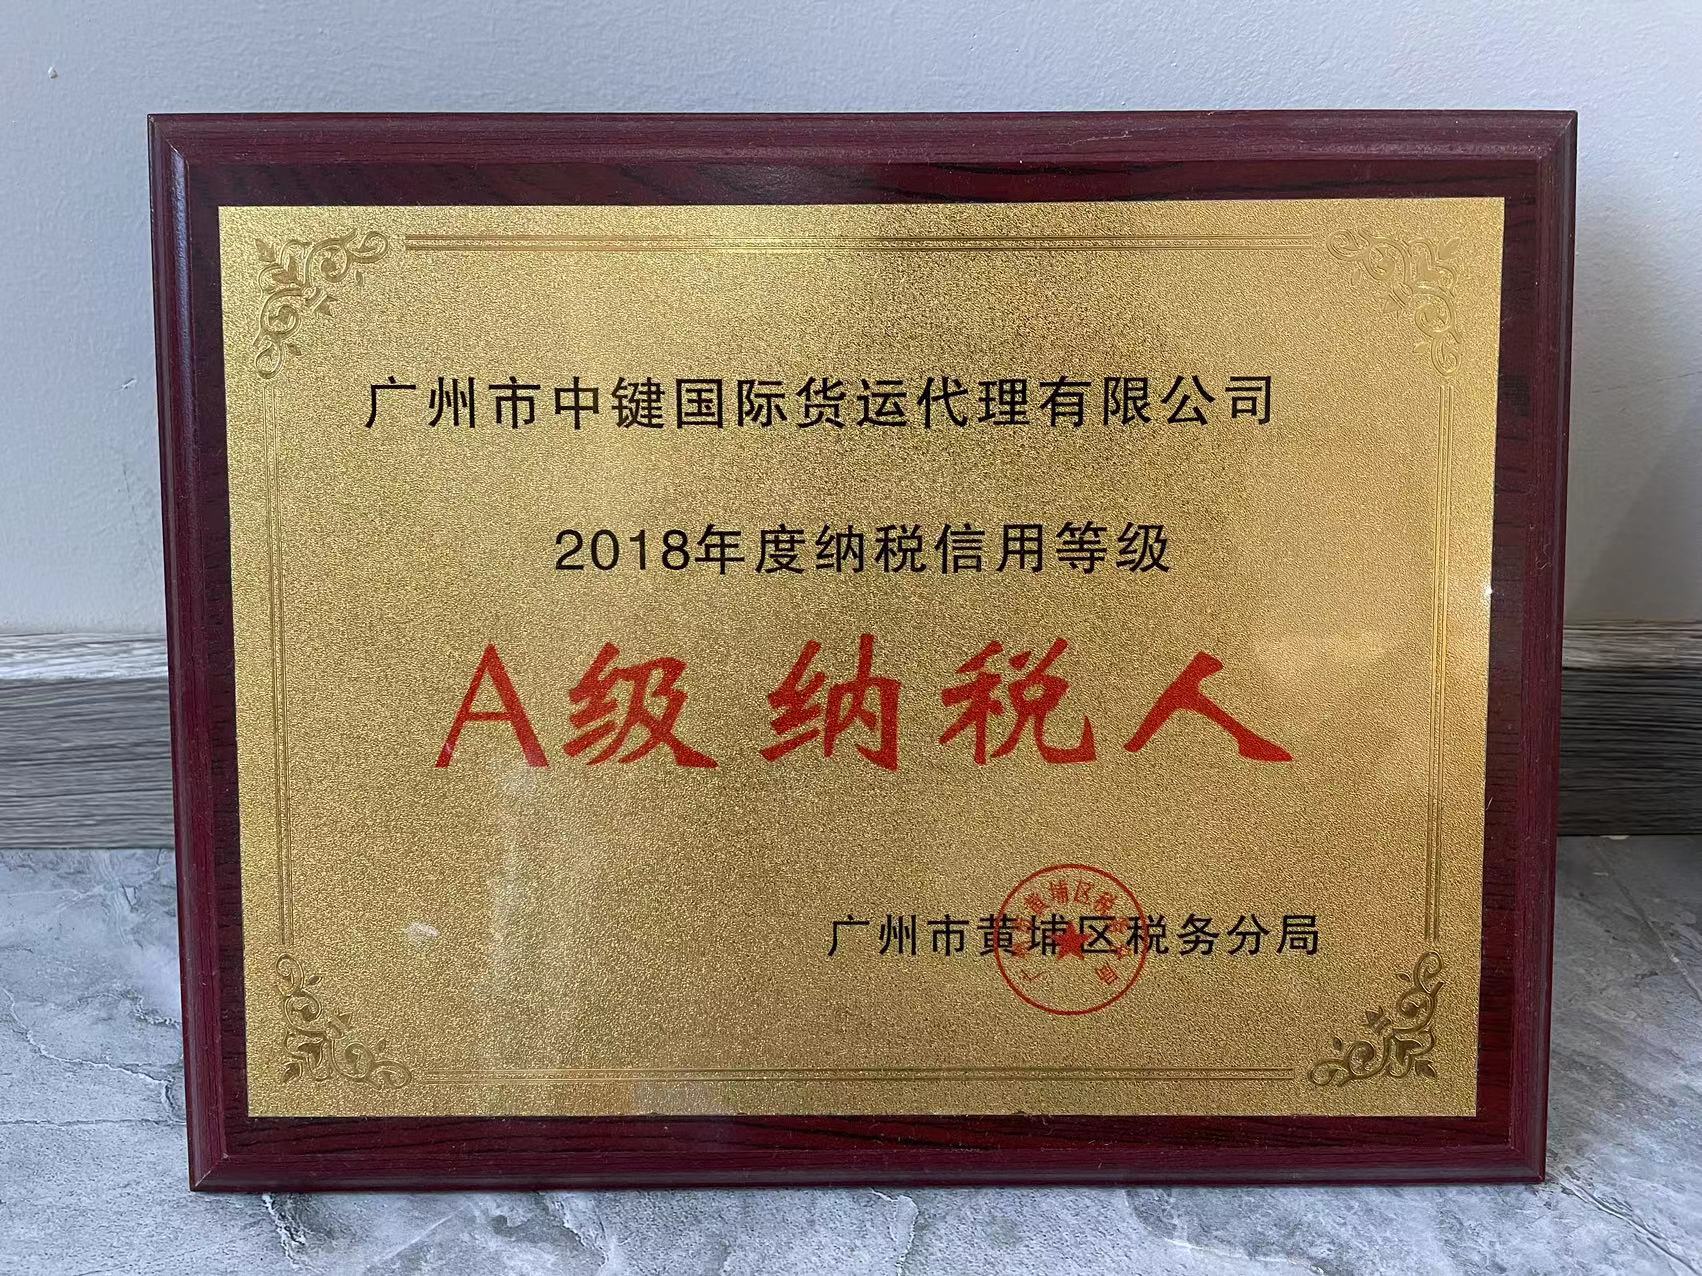 广州市中键国际货运代理有限公司
2018年度纳税信用等级
A级纳税人
广州市黄埔区税务分局